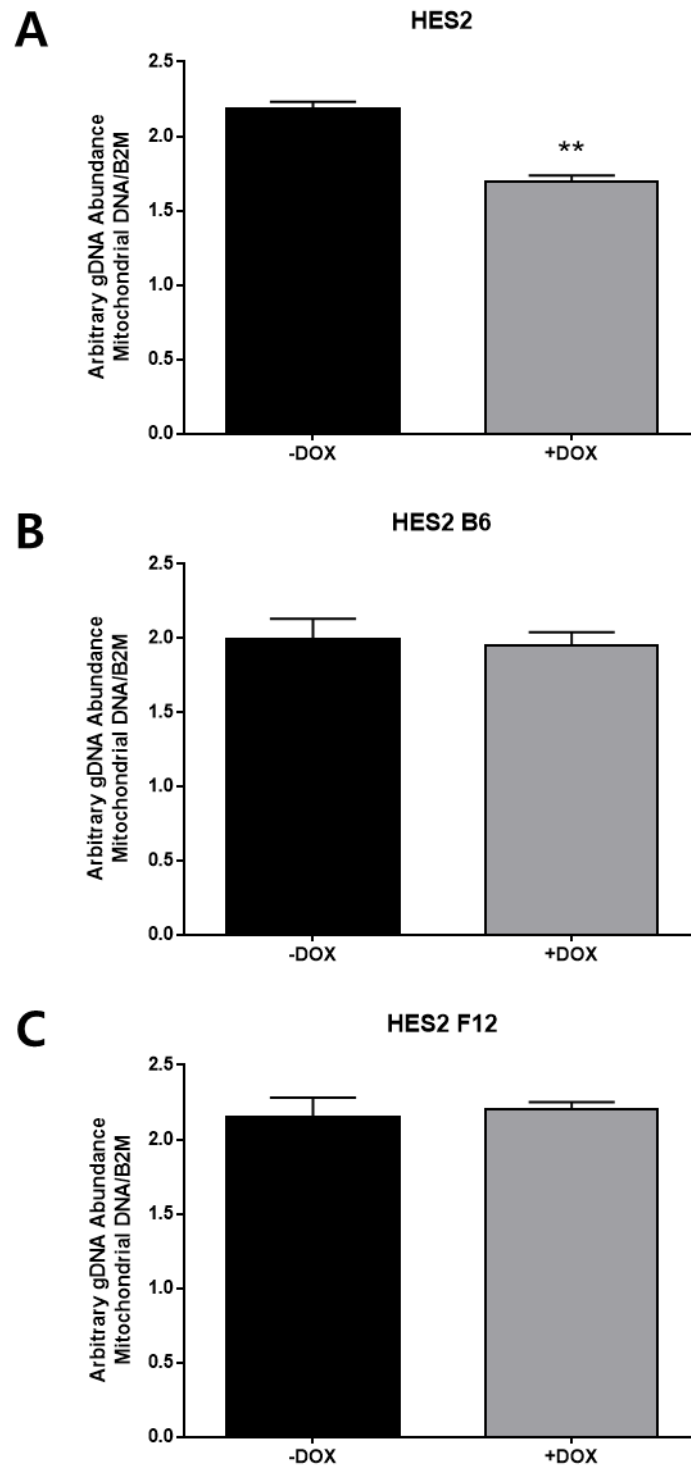 A
HES2
Arbitrary gDNA Abundance
Mitochondrial DNA/B2M
2.5
2.0
1.5
1.0
0.5
0.0
**
-DOX
+DOX
B
HES2 B6
Arbitrary gDNA Abundance
Mitochondrial DNA/B2M
2.5
2.0
1.5
1.0
0.5
0.0
-DOX
+DOX
C
HES2 F12
Arbitrary gDNA Abundance
Mitochondrial DNA/B2M
2.5
2.0
1.5
1.0
0.5
0.0
-DOX
+DOX